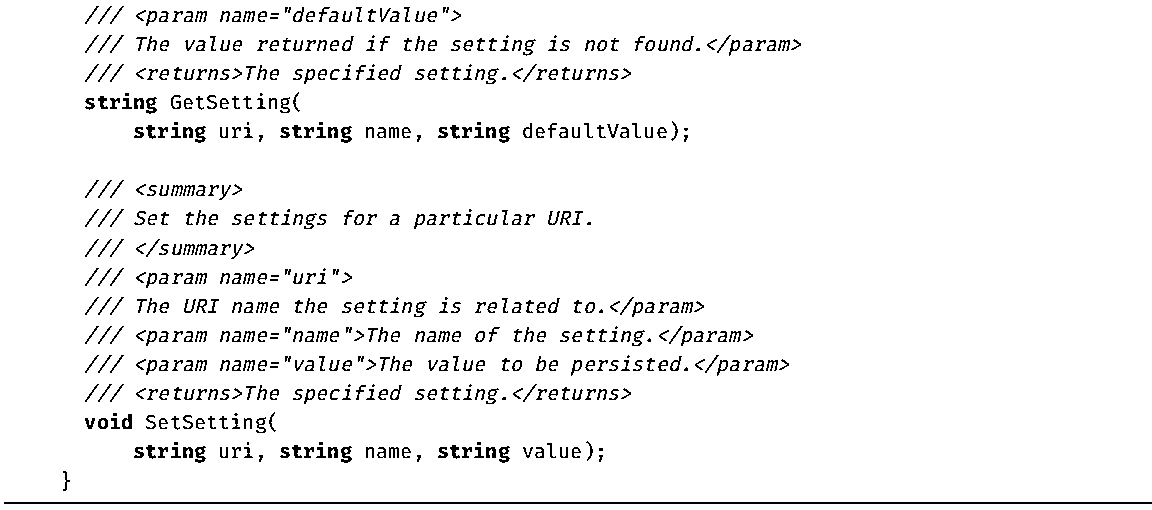 /// <param name="defaultValue">
/// The value returned if the setting is not found.</param>
/// <returns>The specified setting.</returns>
string GetSetting(
    string uri, string name, string defaultValue);

/// <summary>
/// Set the settings for a particular URI.
/// </summary>
/// <param name="uri">
/// The URI name the setting is related to.</param>
/// <param name="name">The name of the setting.</param>
/// <param name="value">The value to be persisted.</param>
/// <returns>The specified setting.</returns>
void SetSetting(
    string uri, string name, string value);
}